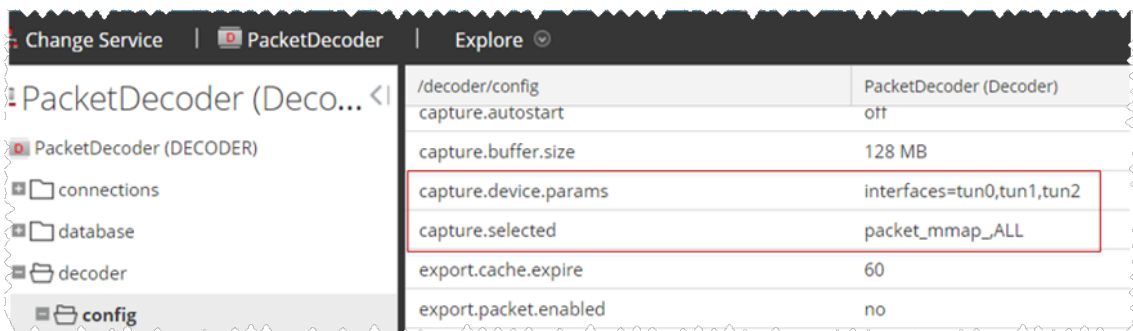 Change Service | D PacketDecoder | Explore
PacketDecoder (Deco...
D PacketDecoder (DECODER)
connections
database
decoder
config
/decoder/config PacketDecoder (Decoder)
capture.autostart off
capture.buffer.size 128 MB
capture.device.params interfaces=tun0,tun1,tun2
capture.selected packet_mmap_,ALL
export.cache.expire 60
export.packet.enabled no